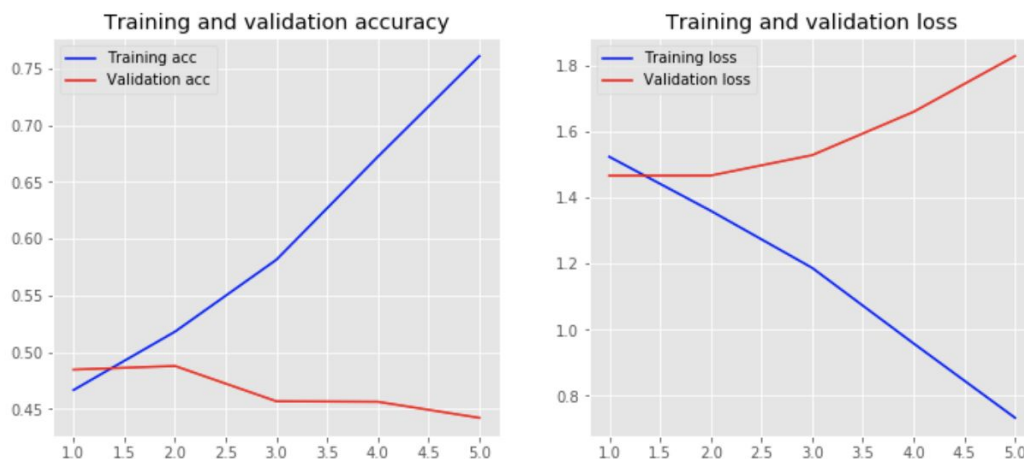 Training and validation accuracy
Training acc
Validation acc
0.75
0.70
0.65
0.60
0.55
0.50
0.45
1.0 1.5 2.0 2.5 3.0 3.5 4.0 4.5 5.0
Training and validation loss
Training loss
Validation loss
1.8
1.6
1.4
1.2
1.0
0.8
1.0 1.5 2.0 2.5 3.0 3.5 4.0 4.5 5.0